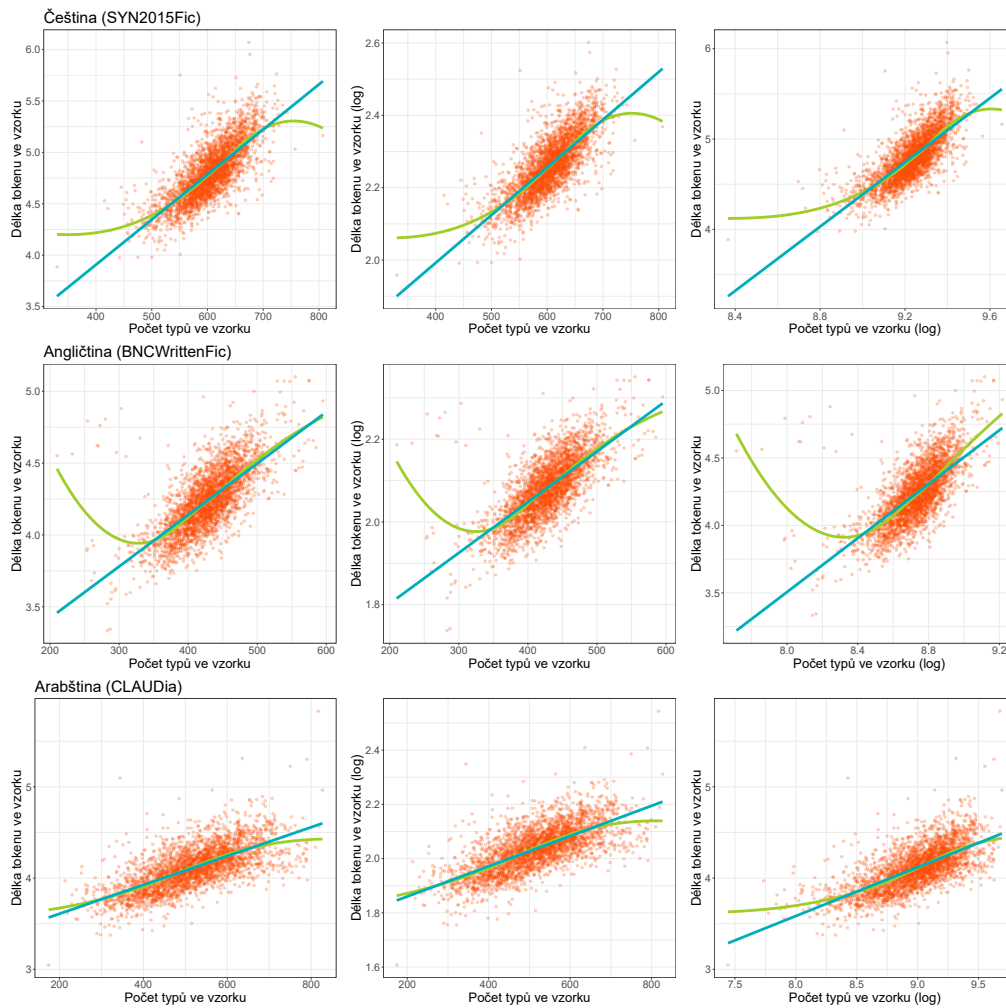 Čeština (SYN2015Fic)
Délka tokenu ve vzorku
6.0
5.5
5.0
4.5
4.0
3.5
400 500 600 700 800
Počet typů ve vzorku
Délka tokenu ve vzorku (log)
2.6
2.4
2.2
2.0
400 500 600 700 800
Počet typů ve vzorku
Délka tokenu ve vzorku
6
5
4
8.4 8.8 9.2 9.6
Počet typů ve vzorku (log)
Angličtina (BNCWrittenFic)
Délka tokenu ve vzorku
5.0
4.5
4.0
3.5
200 300 400 500 600
Počet typů ve vzorku
Délka tokenu ve vzorku (log)
2.2
2.0
1.8
200 300 400 500 600
Počet typů ve vzorku
Délka tokenu ve vzorku
5.0
4.5
4.0
3.5
8.0 8.4 8.8 9.2
Počet typů ve vzorku (log)
Arabština (CLAUDia)
Délka tokenu ve vzorku
5
4
3
200 400 600 800
Počet typů ve vzorku
Délka tokenu ve vzorku (log)
2.4
2.2
2.0
1.8
1.6
200 400 600 800
Počet typů ve vzorku
Délka tokenu ve vzorku
5
4
3
7.5 8.0 8.5 9.0 9.5
Počet typů ve vzorku (log)